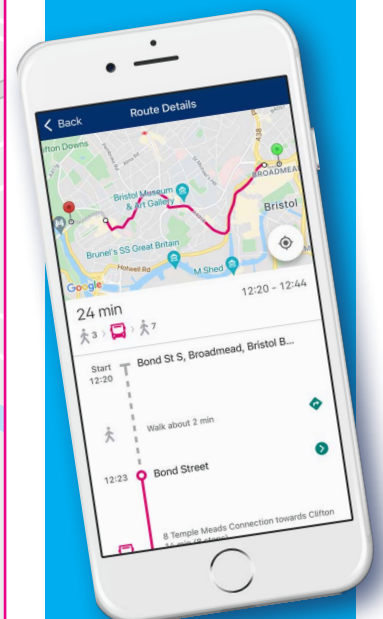 Back
Route Details
ifton Downs
BROADMEAD
Bristol Museum
& Art Gallery
Bristol
Brunel's SS Great Britain
Hotwell Rd
M Shed
Google
24 min
12:20 - 12:44
3
7
Start
12:20
Bond St S, Broadmead, Bristol B...
Walk about 2 min
12:23
Bond Street
8 Temple Meads Connection towards Clifton